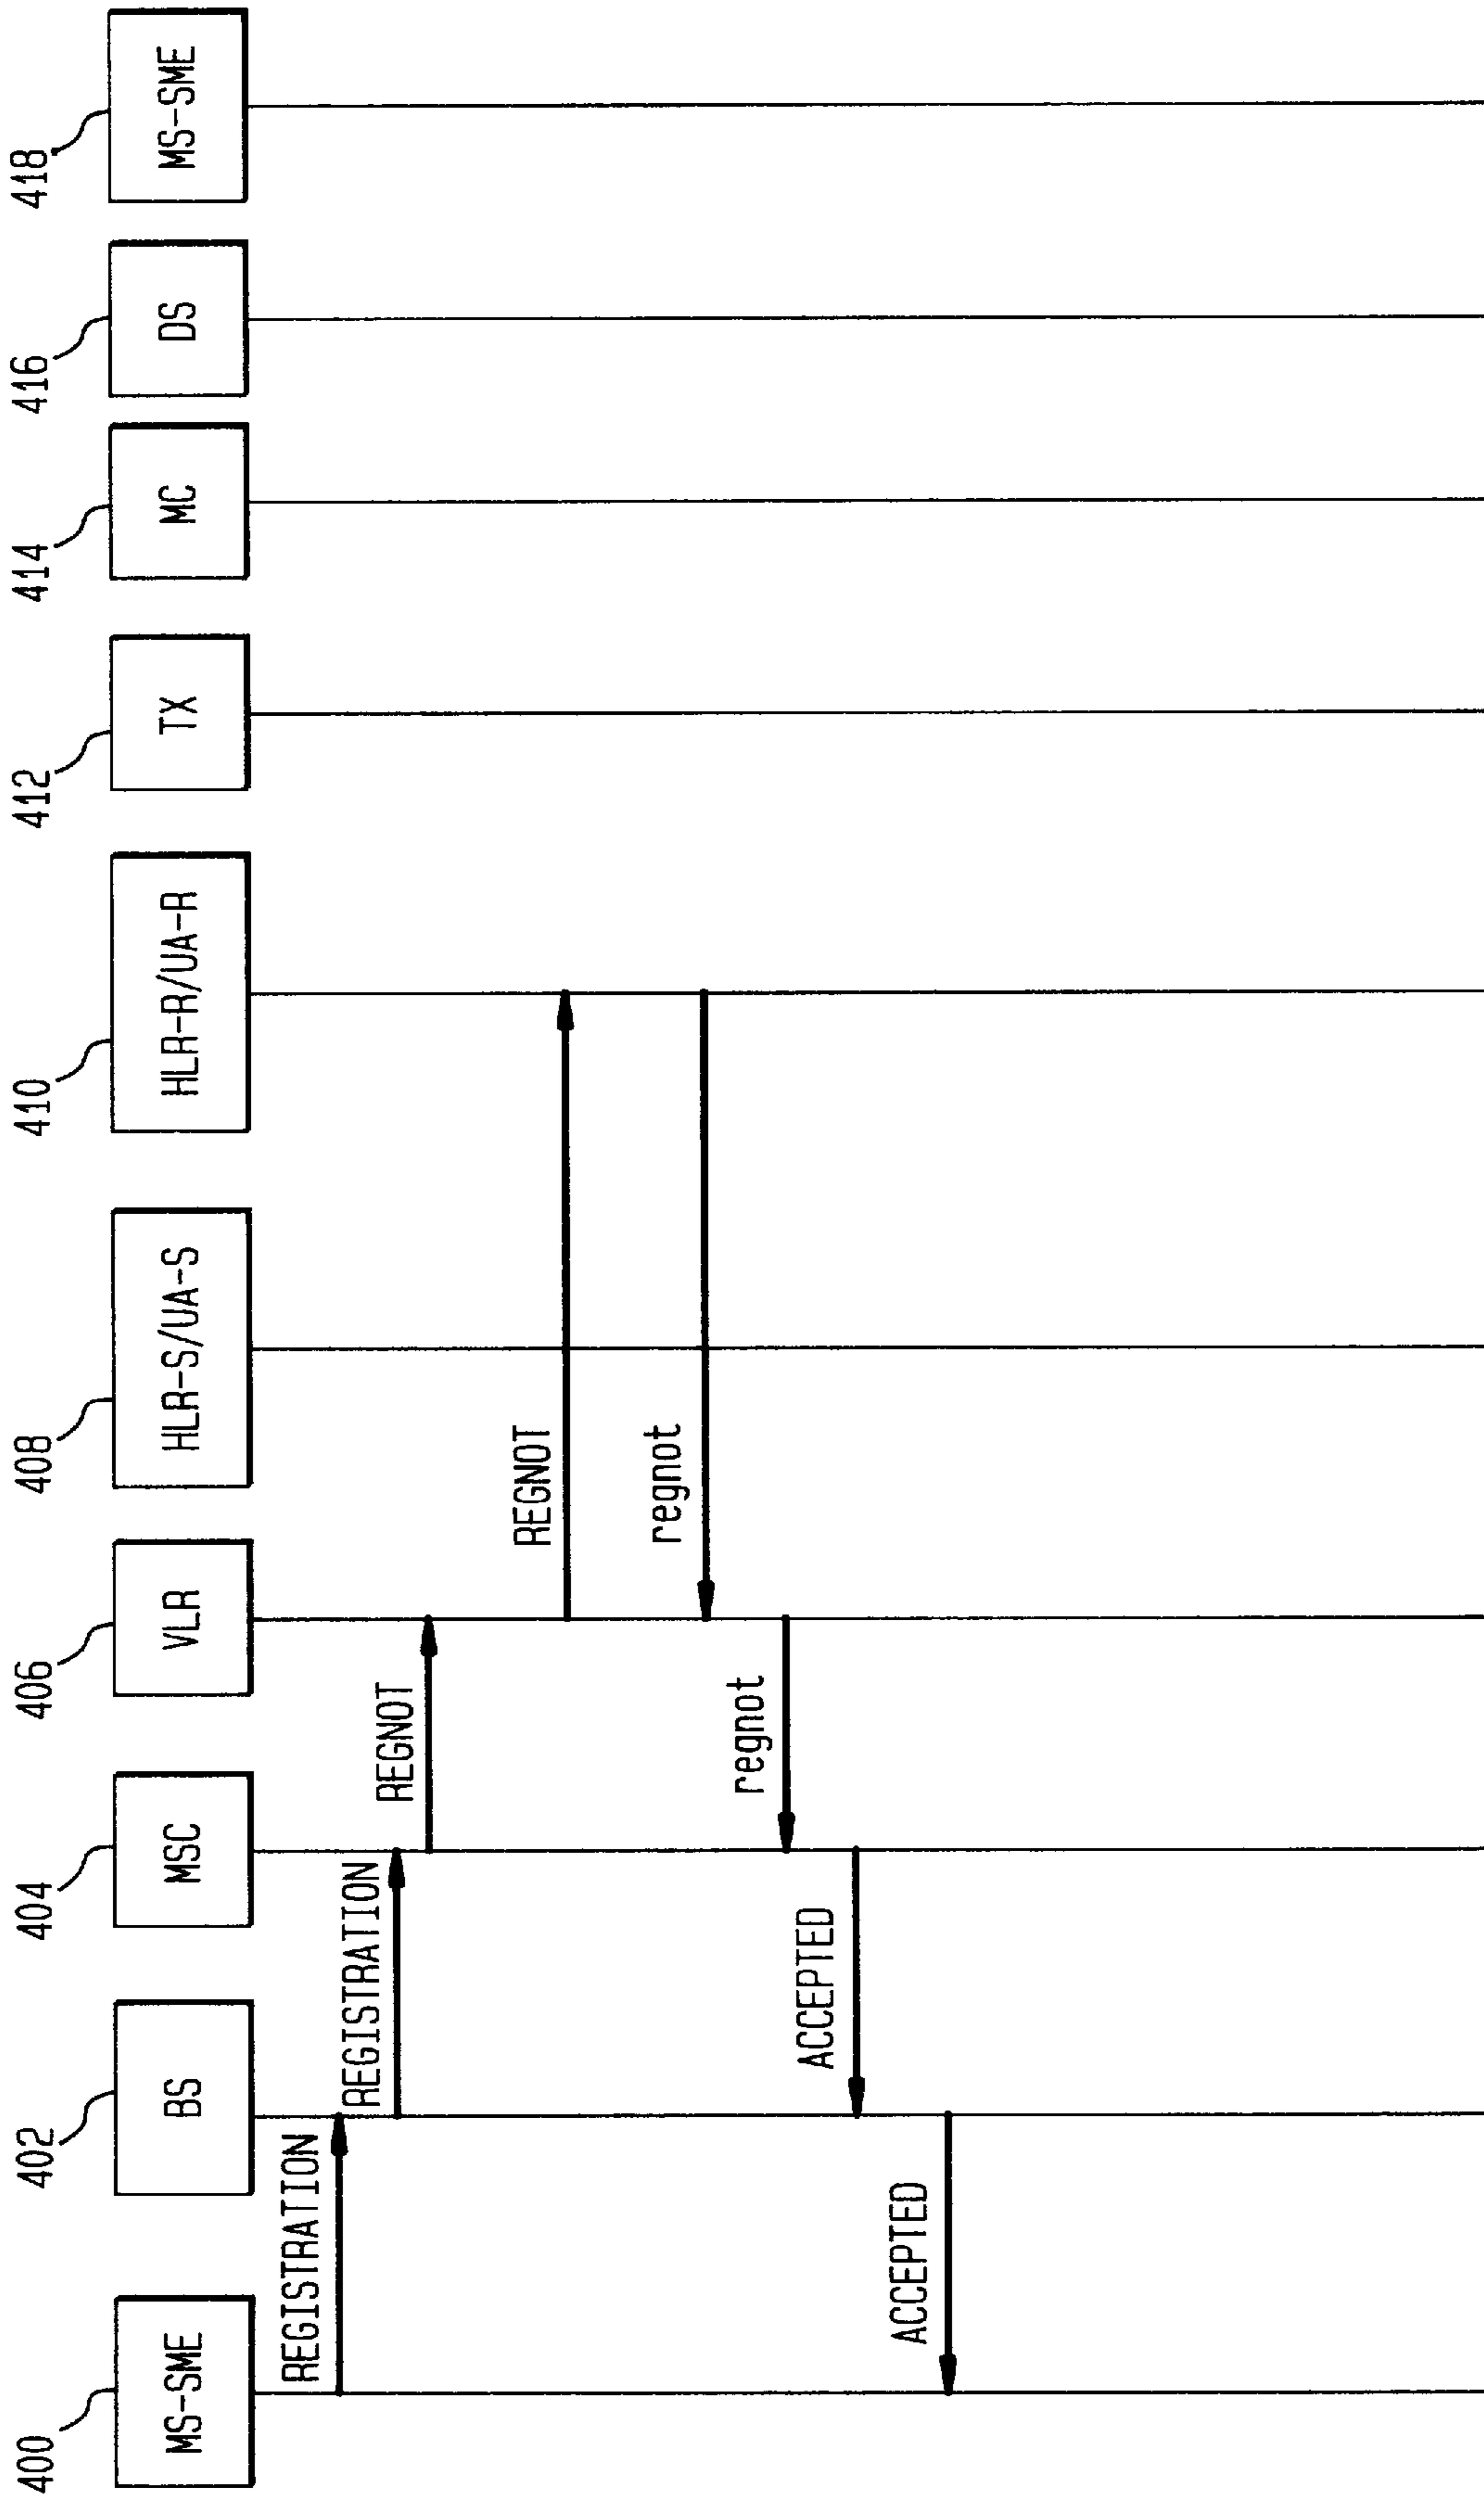 400
402
404
406
408
410
412
414
416
418
MS-SME
BS
MSC
VLR
HLR-S/UA-S
HLR-R/UA-R
TX
MC
DS
MS-SME
REGISTRATION
REGISTRATION
REGNOT
REGNOT
regnot
regnot
ACCEPTED
ACCEPTED